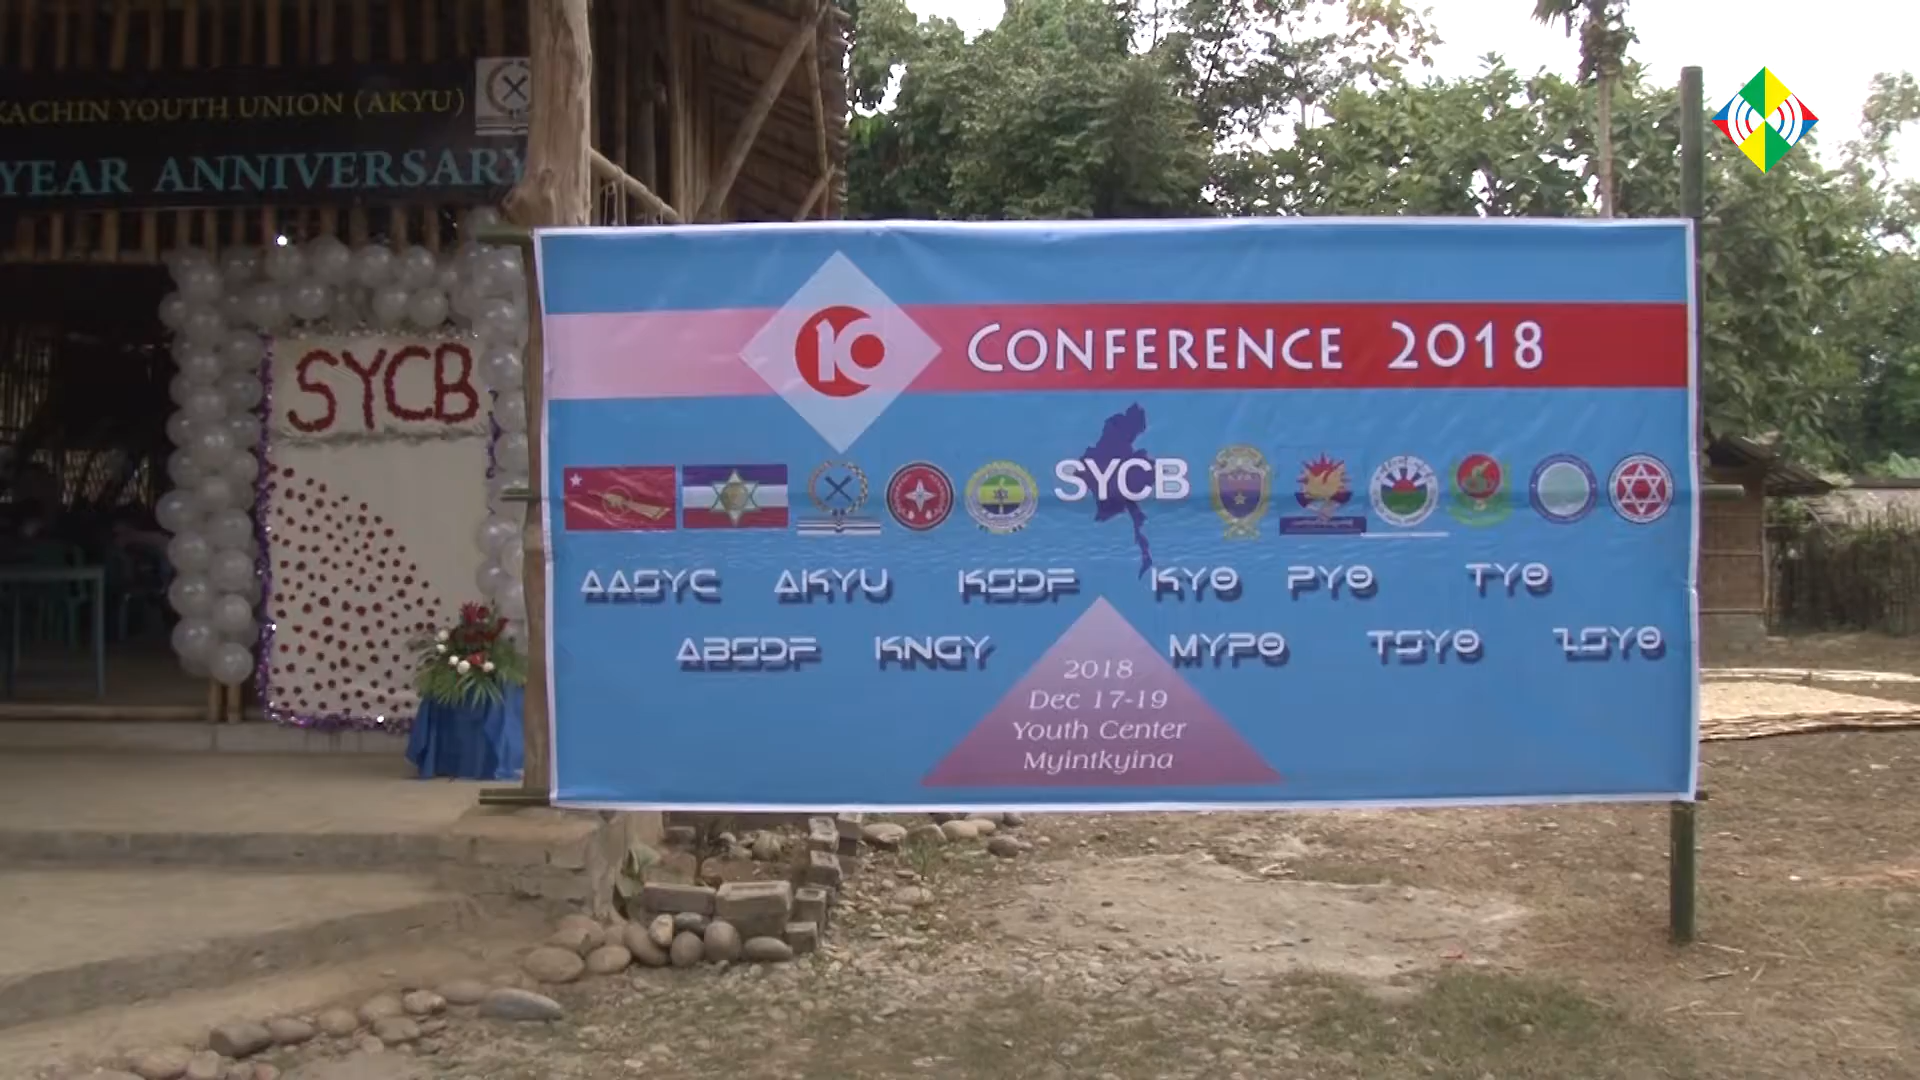 KACHIN YOUTH UNION (AKYU)
YEAR ANNIVERSARY
SYCB
10 CONFERENCE 2018
SYCB
AASYC AKYU KSDF KYO PYO TYO
ABSDF KNGY MYPO TSYO ZSYO
2018
Dec 17-19
Youth Center
Myintkyina